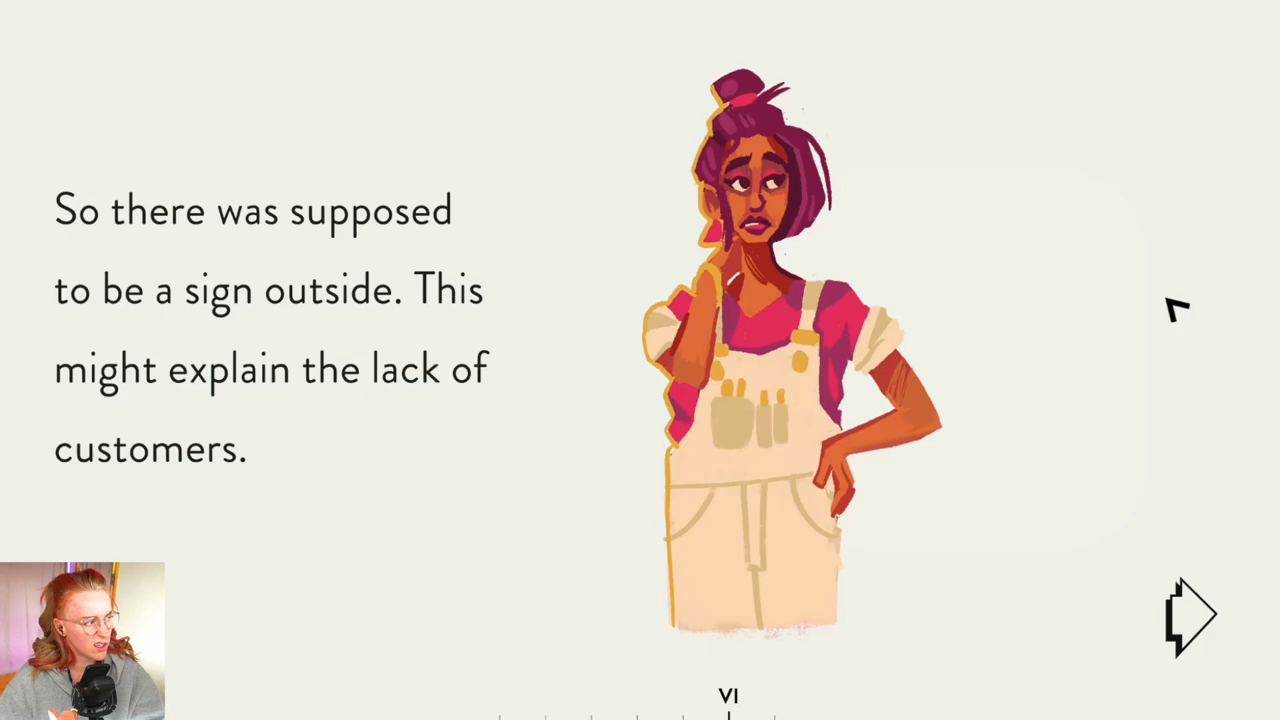 So there was supposed
to be a sign outside. This
might explain the lack of
customers.
VI